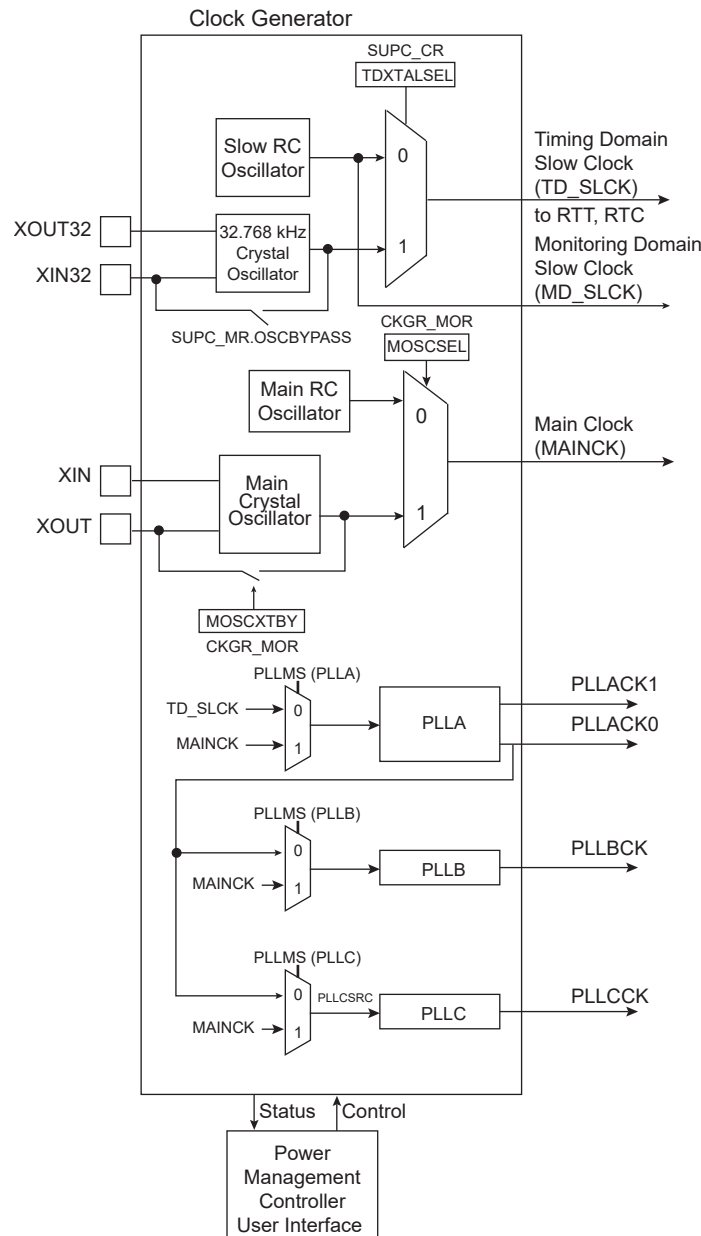 Clock Generator
SUPC_CR
TDXTALSEL
Slow RC
Oscillator
0
1
Timing Domain
Slow Clock
(TD_SLCK)
to RTT, RTC
XOUT32
XIN32
32.768 kHz
Crystal
Oscillator
Monitoring Domain
Slow Clock
(MD_SLCK)
SUPC_MR.OSCBYPASS
CKGR_MOR
MOSCSEL
Main RC
Oscillator
0
1
Main Clock
(MAINCK)
XIN
XOUT
Main
Crystal
Oscillator
MOSCXTBY
CKGR_MOR
PLLMS (PLLA)
TD_SLCK
0
MAINCK
1
PLLA
PLLACK1
PLLACK0
PLLMS (PLLB)
0
MAINCK
1
PLLB
PLLBCK
PLLMS (PLLC)
0
MAINCK
1
PLLCSRC
PLLC
PLLCCK
Status
Control
Power
Management
Controller
User Interface